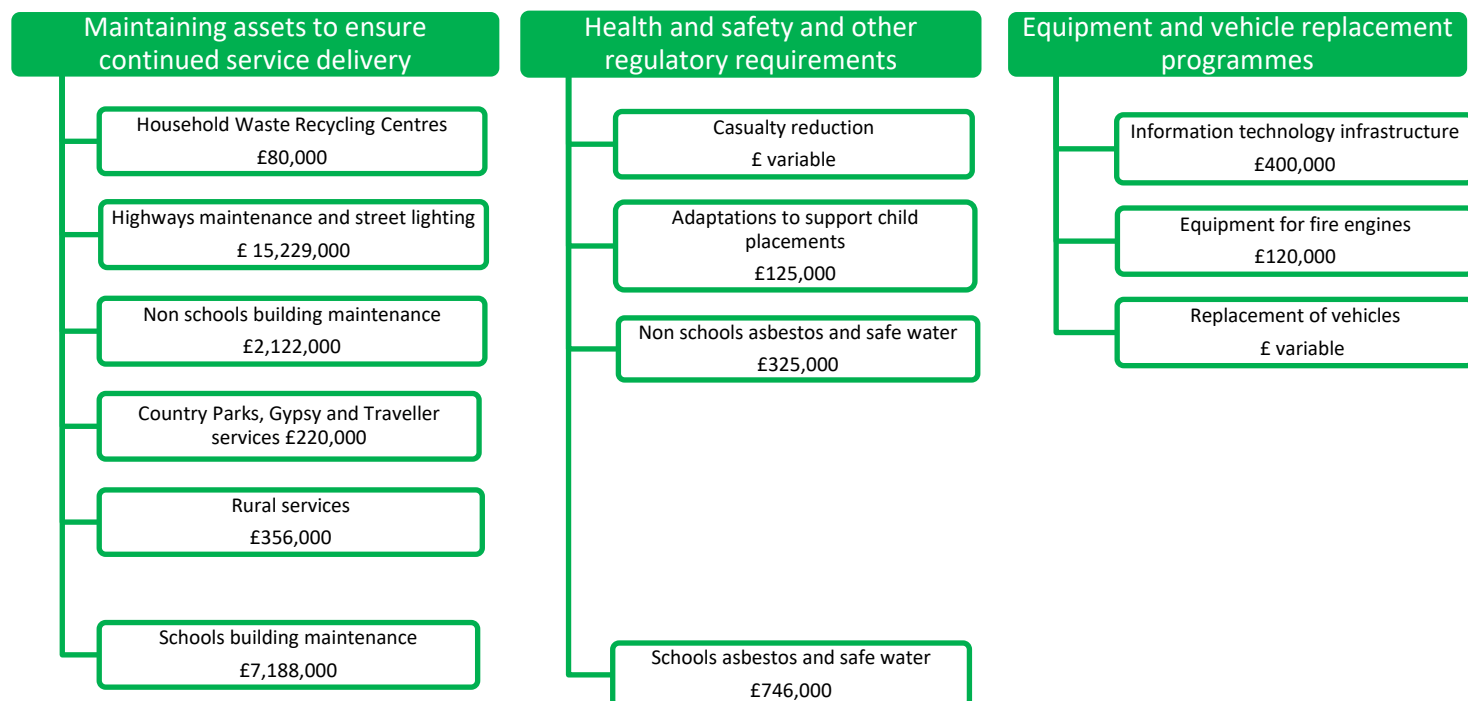 Maintaining assets to ensure
continued service delivery
Household Waste Recycling Centres
£80,000
Highways maintenance and street lighting
£ 15,229,000
Non schools building maintenance
£2,122,000
Country Parks, Gypsy and Traveller
services £220,000
Rural services
£356,000
Schools building maintenance
£7,188,000
Health and safety and other
regulatory requirements
Casualty reduction
£ variable
Adaptations to support child
placements
£125,000
Non schools asbestos and safe water
£325,000
Schools asbestos and safe water
£746,000
Equipment and vehicle replacement
programmes
Information technology infrastructure
£400,000
Equipment for fire engines
£120,000
Replacement of vehicles
£ variable